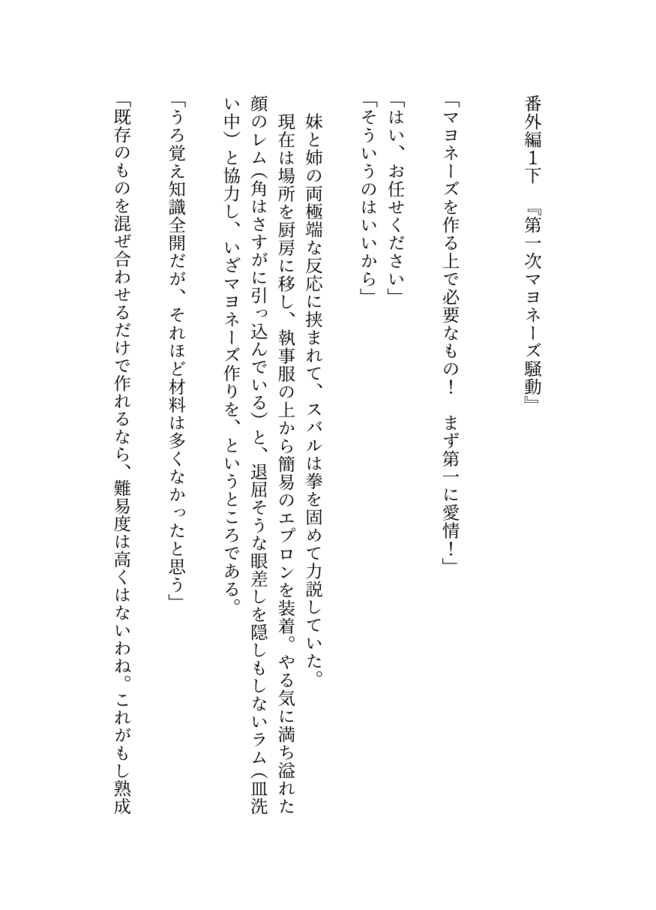 番外編1下　『第一次マヨネーズ騒動』
「マヨネーズを作る上で必要なもの！　まず第一に愛情！」
「はい、お任せください」
「そういうのはいいから」
　妹と姉の両極端な反応に挟まれて、スバルは拳を固めて力説していた。
　現在は場所を厨房に移し、執事服の上から簡易のエプロンを装着。やる気に満ち溢れた
顔のレム（角はさすがに引っ込んでいる）と、退屈そうな眼差しを隠しもしないラム（皿洗
い中）と協力し、いざマヨネーズ作りを、というところである。
「うろ覚え知識全開だが、それほど材料は多くなかったと思う」
「既存のものを混ぜ合わせるだけで作れるなら、難易度は高くはないわね。これがもし熟成